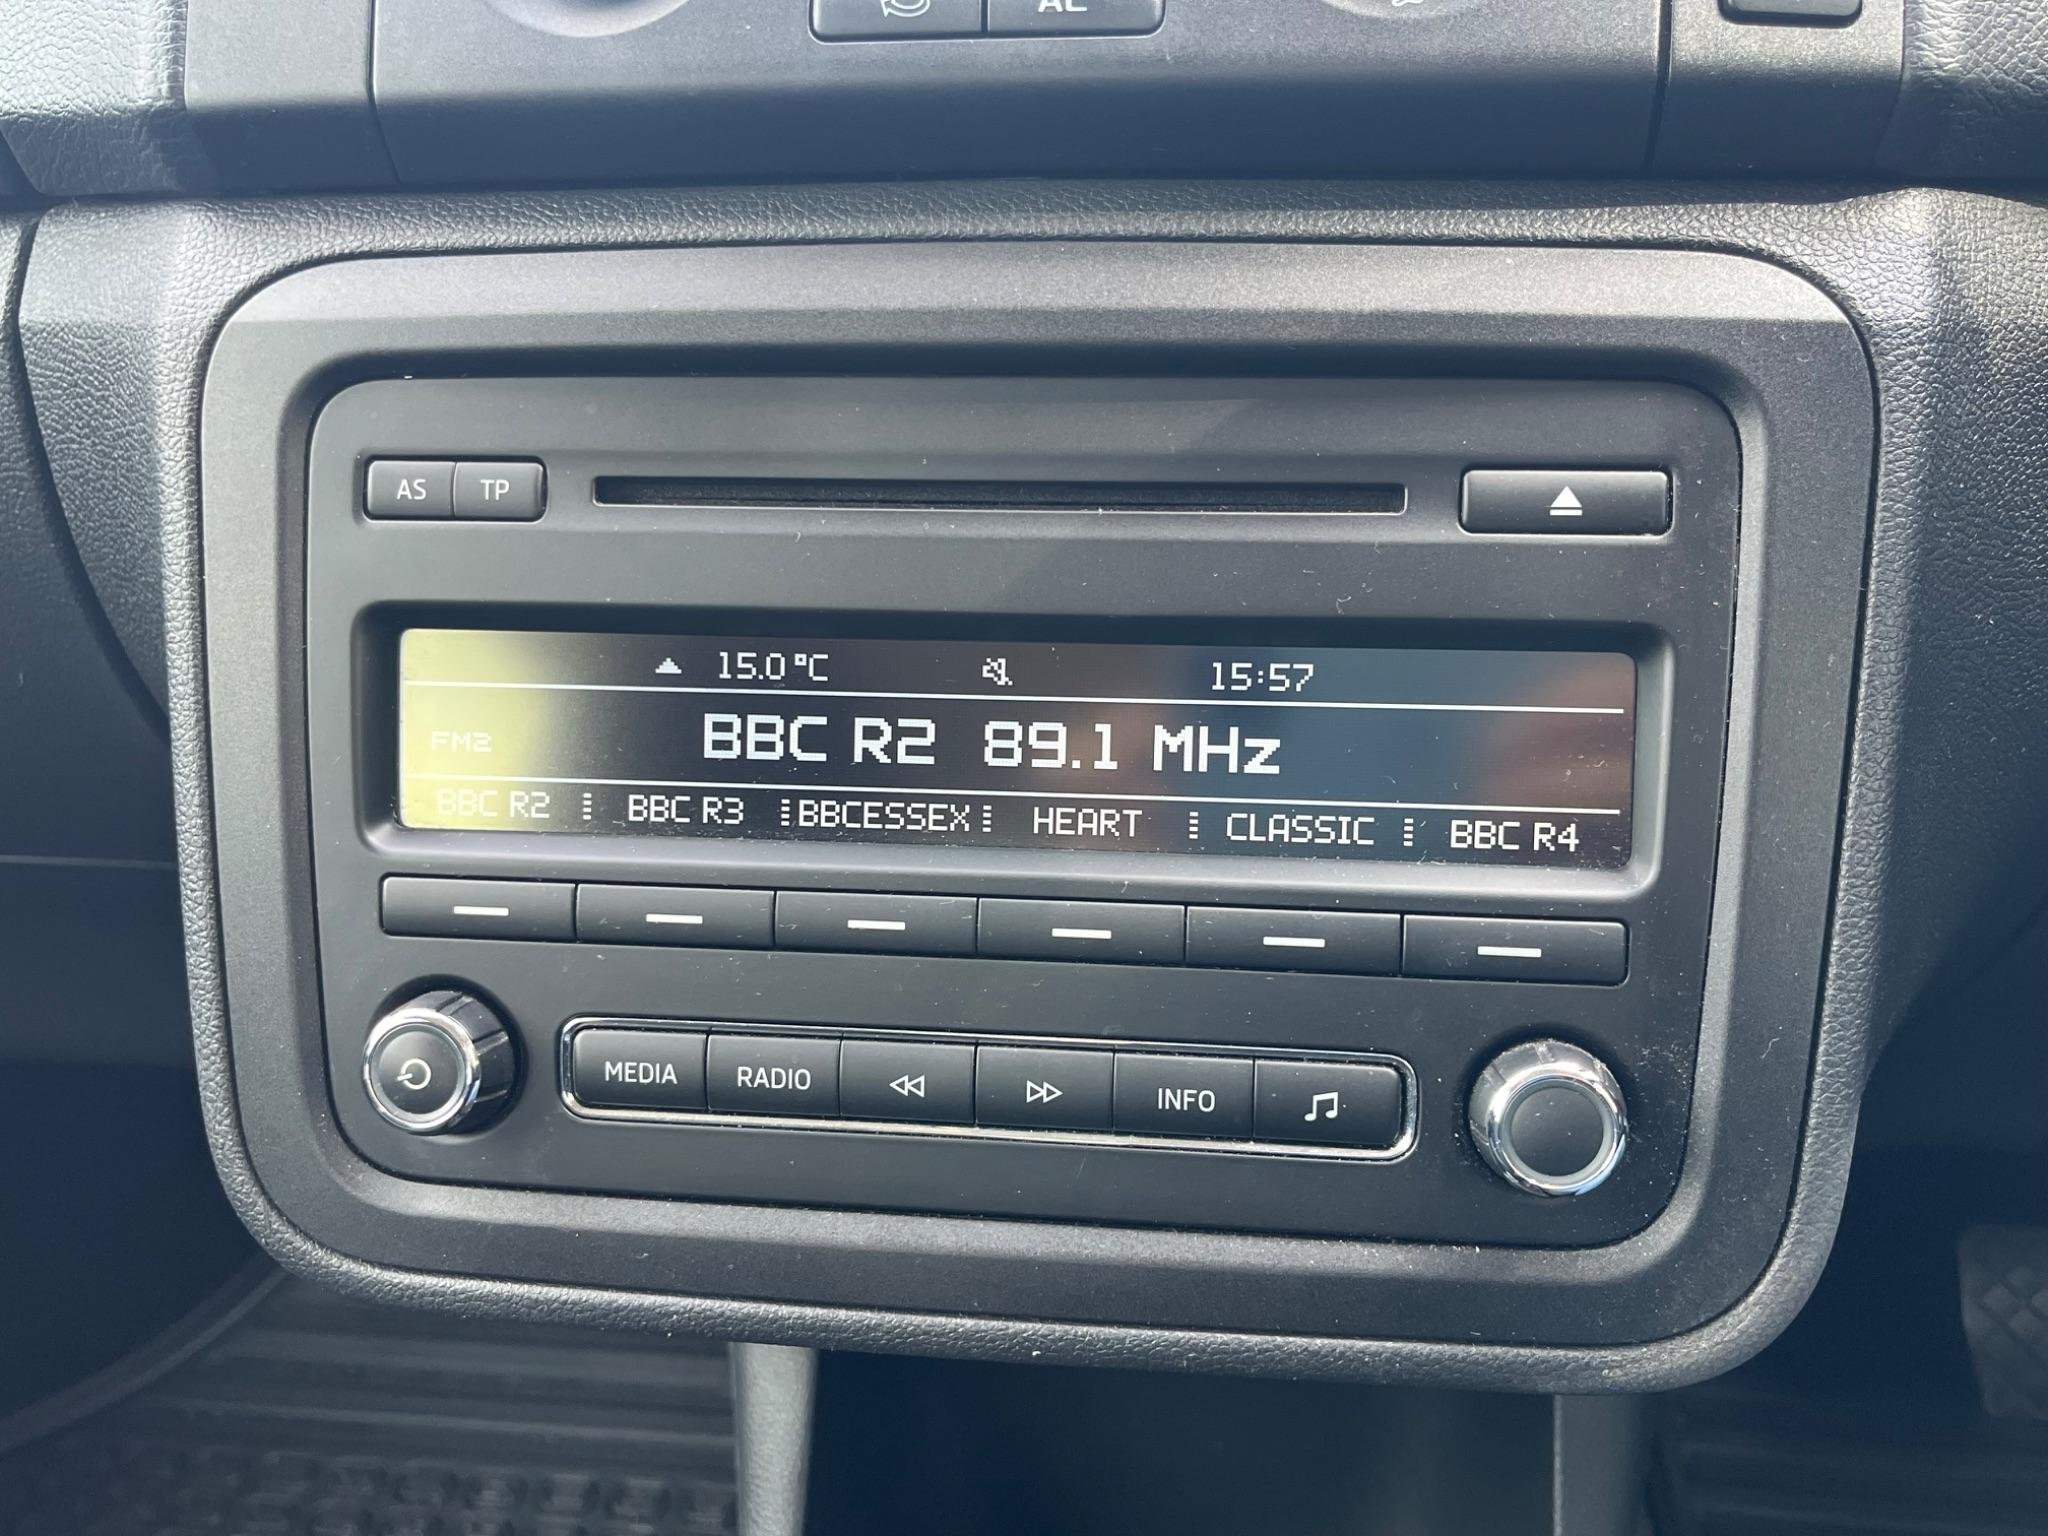 AC
AS TP
15.0°C 15:57
FM2 BBC R2 89.1 MHz
BBC R2 BBC R3 BBCESSEX HEART CLASSIC BBC R4
MEDIA RADIO INFO